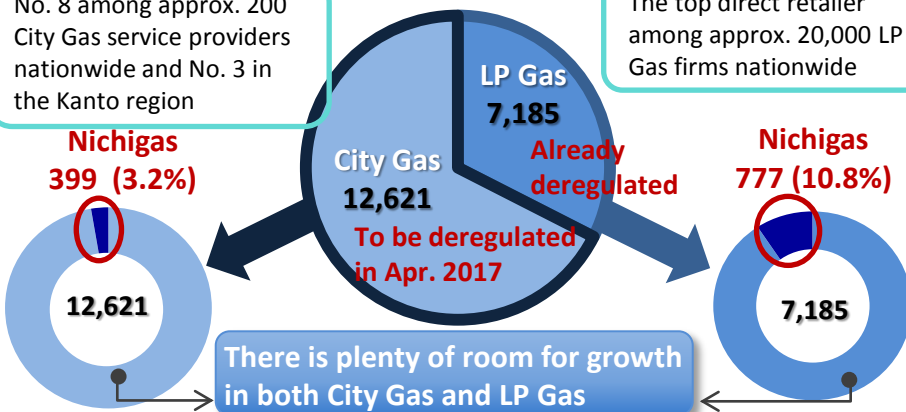 No. 8 among approx. 200
City Gas service providers
nationwide and No. 3 in
the Kanto region
The top direct retailer
among approx. 20,000 LP
Gas firms nationwide
LP Gas
7,185
Already
deregulated
City Gas
12,621
To be deregulated
in Apr. 2017
Nichigas
399 (3.2%)
12,621
Nichigas
777 (10.8%)
7,185
There is plenty of room for growth
in both City Gas and LP Gas